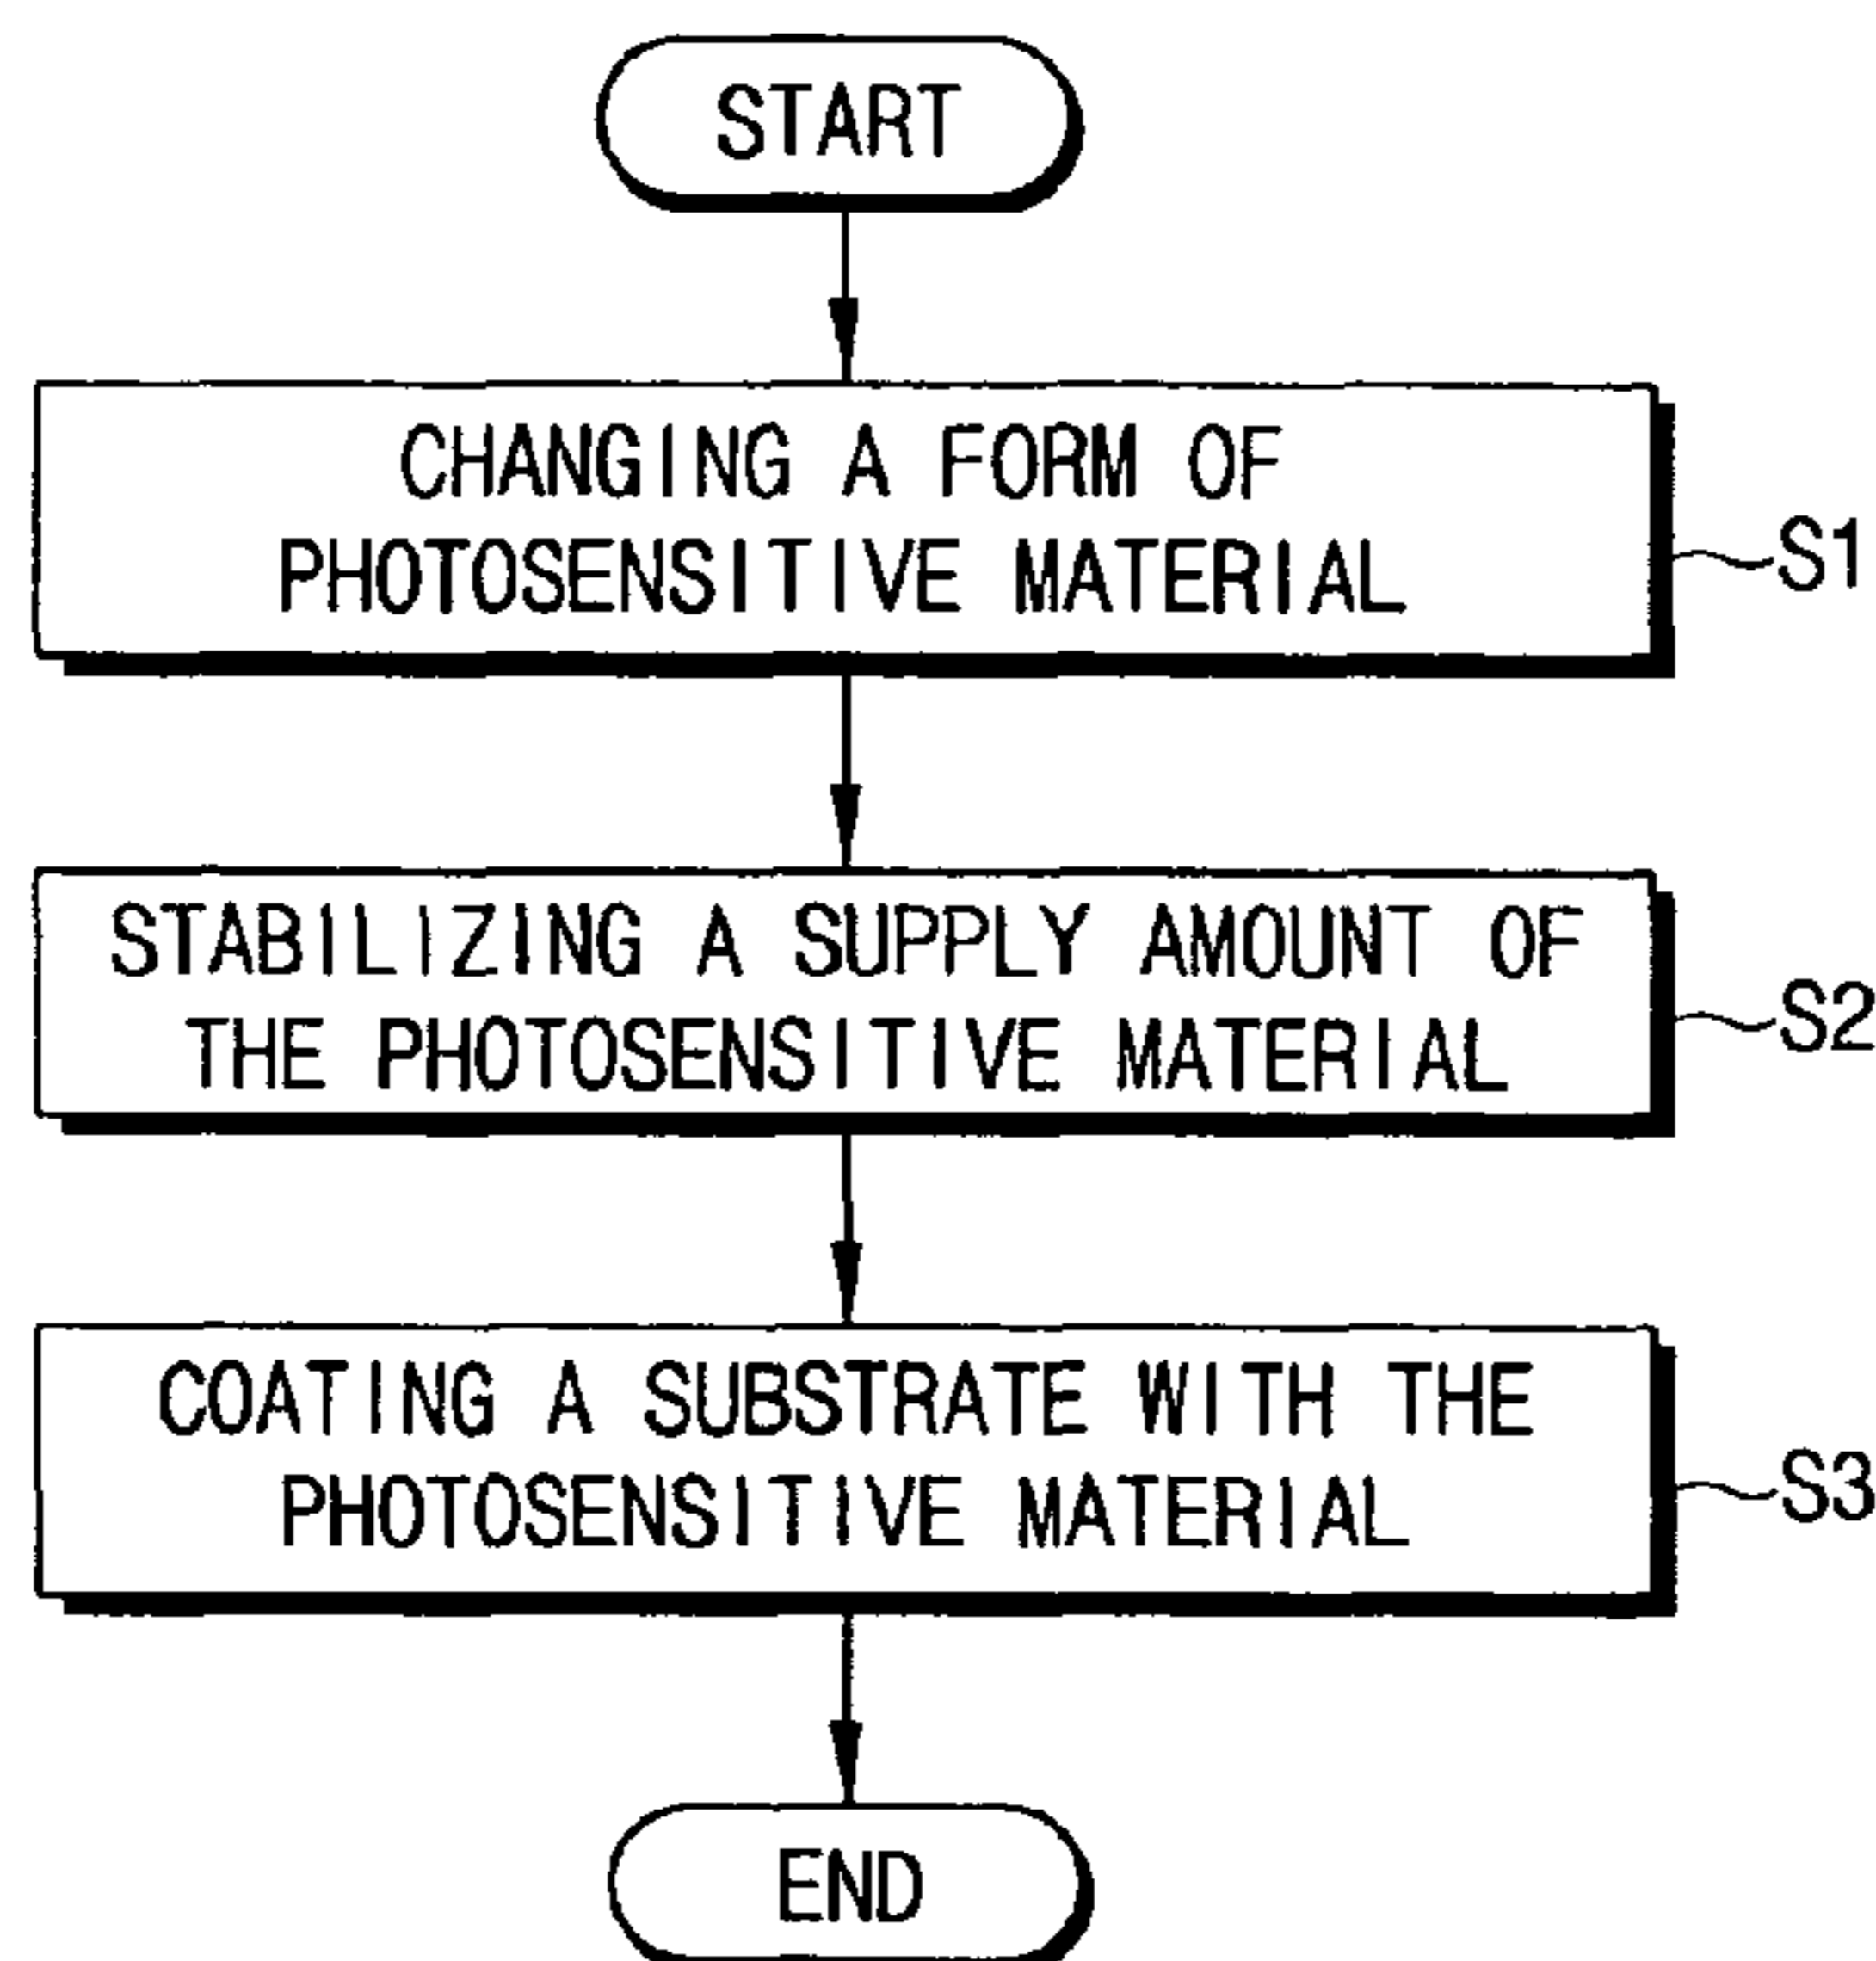 START
CHANGING A FORM OF
PHOTOSENSITIVE MATERIAL
S1
STABILIZING A SUPPLY AMOUNT OF
THE PHOTOSENSITIVE MATERIAL
S2
COATING A SUBSTRATE WITH THE
PHOTOSENSITIVE MATERIAL
S3
END